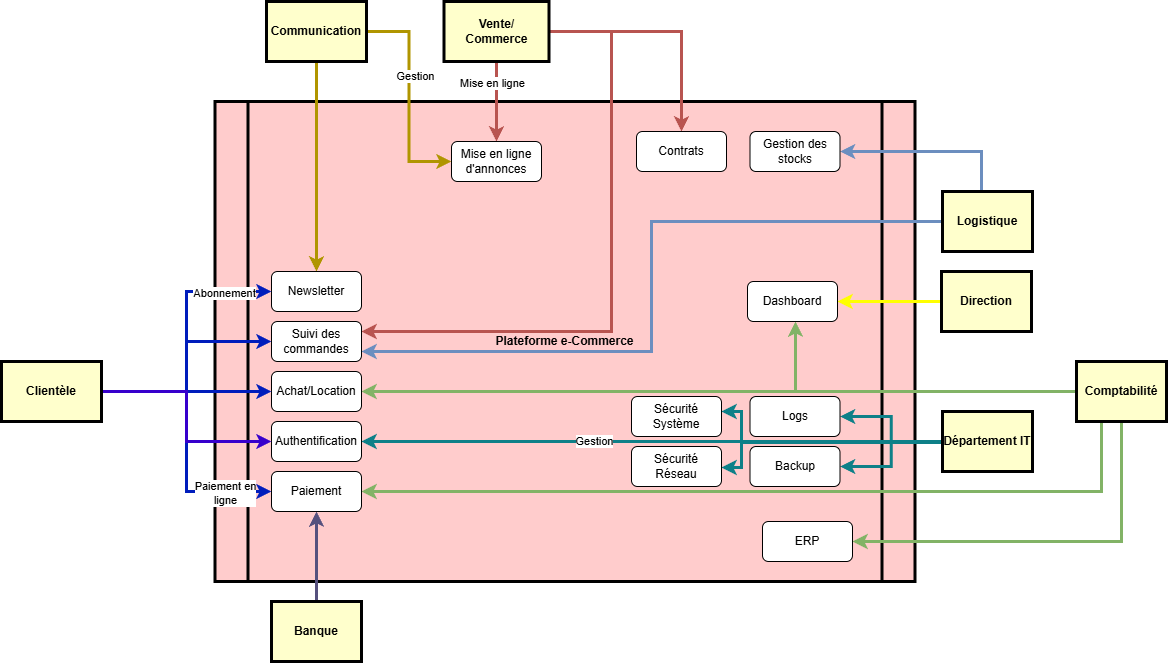 Communication
Vente/
Commerce
Gestion
Mise en ligne
Mise en ligne
d'annonces
Contrats
Gestion des
stocks
Logistique
Abonnement
Newsletter
Dashboard
Direction
Suivi des
commandes
Plateforme e-Commerce
Clientèle
Achat/Location
Comptabilité
Sécurité
Système
Logs
Authentification
Gestion
Département IT
Sécurité
Réseau
Backup
Paiement en
ligne
Paiement
ERP
Banque